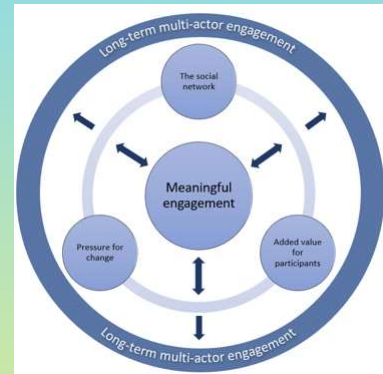 Long-term multi-actor engagement
The social
network
Meaningful
engagement
Pressure for
change
Added value
for
participants
Long-term multi-actor engagement